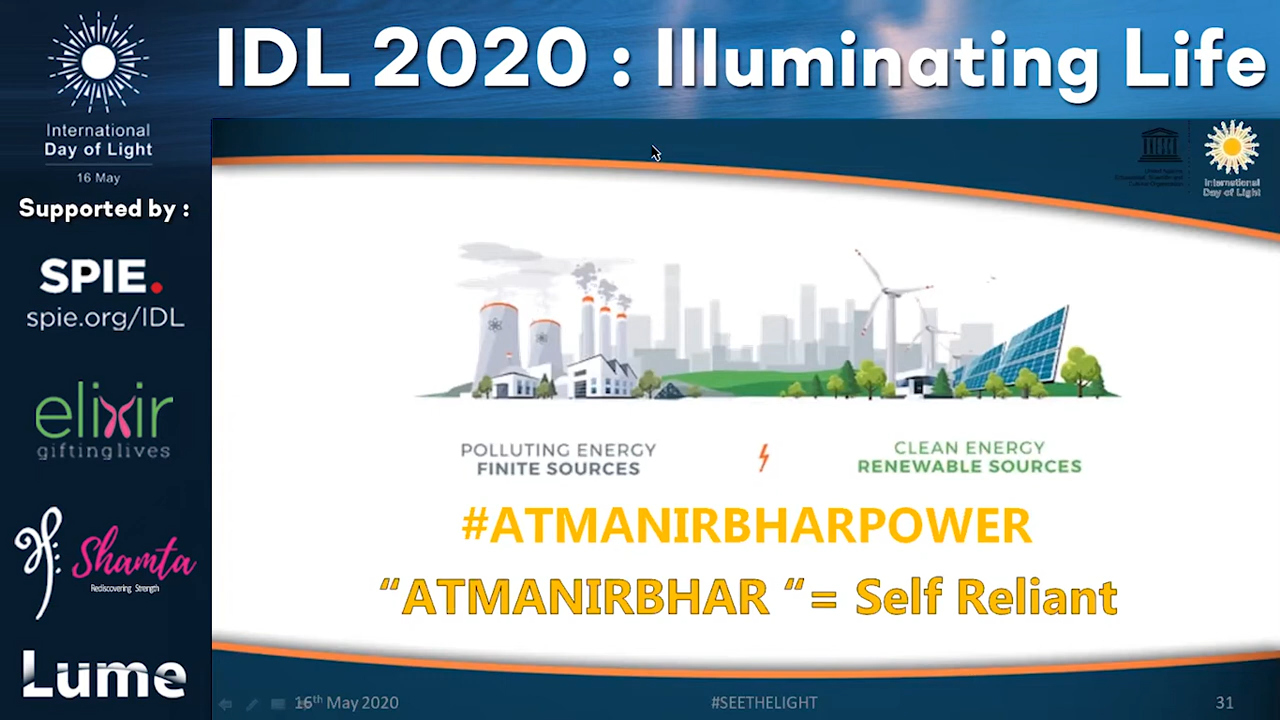 IDL 2020 : Illuminating Life
International
Day of Light
16 May
Supported by :
SPIE.
spie.org/IDL
elixir
giftinglives
Shamta
Rediscovering Strength
Lume
International
Day of Light
POLLUTING ENERGY
FINITE SOURCES
CLEAN ENERGY
RENEWABLE SOURCES
#ATMANIRBHARPOWER
“ATMANIRBHAR “= Self Reliant
16th May 2020
#SEETHELIGHT
31